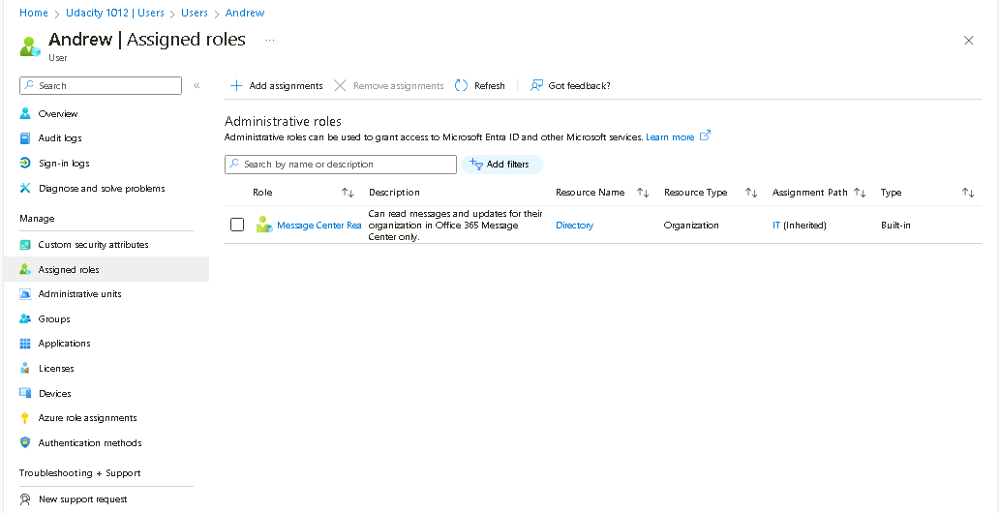 Home > Udacity 1012 | Users > Users > Andrew
Andrew | Assigned roles ...
User
Search «
Overview
Audit logs
Sign-in logs
Diagnose and solve problems
Manage
Custom security attributes
Assigned roles
Administrative units
Groups
Applications
Licenses
Devices
Azure role assignments
Authentication methods
Troubleshooting + Support
New support request
Add assignments Remove assignments Refresh Got feedback?
Administrative roles
Administrative roles can be used to grant access to Microsoft Entra ID and other Microsoft services. Learn more
Search by name or description Add filters
Role Description Resource Name Resource Type Assignment Path Type
Message Center Rea
Can read messages and updates for their
organization in Office 365 Message
Center only.
Directory Organization IT (Inherited) Built-in